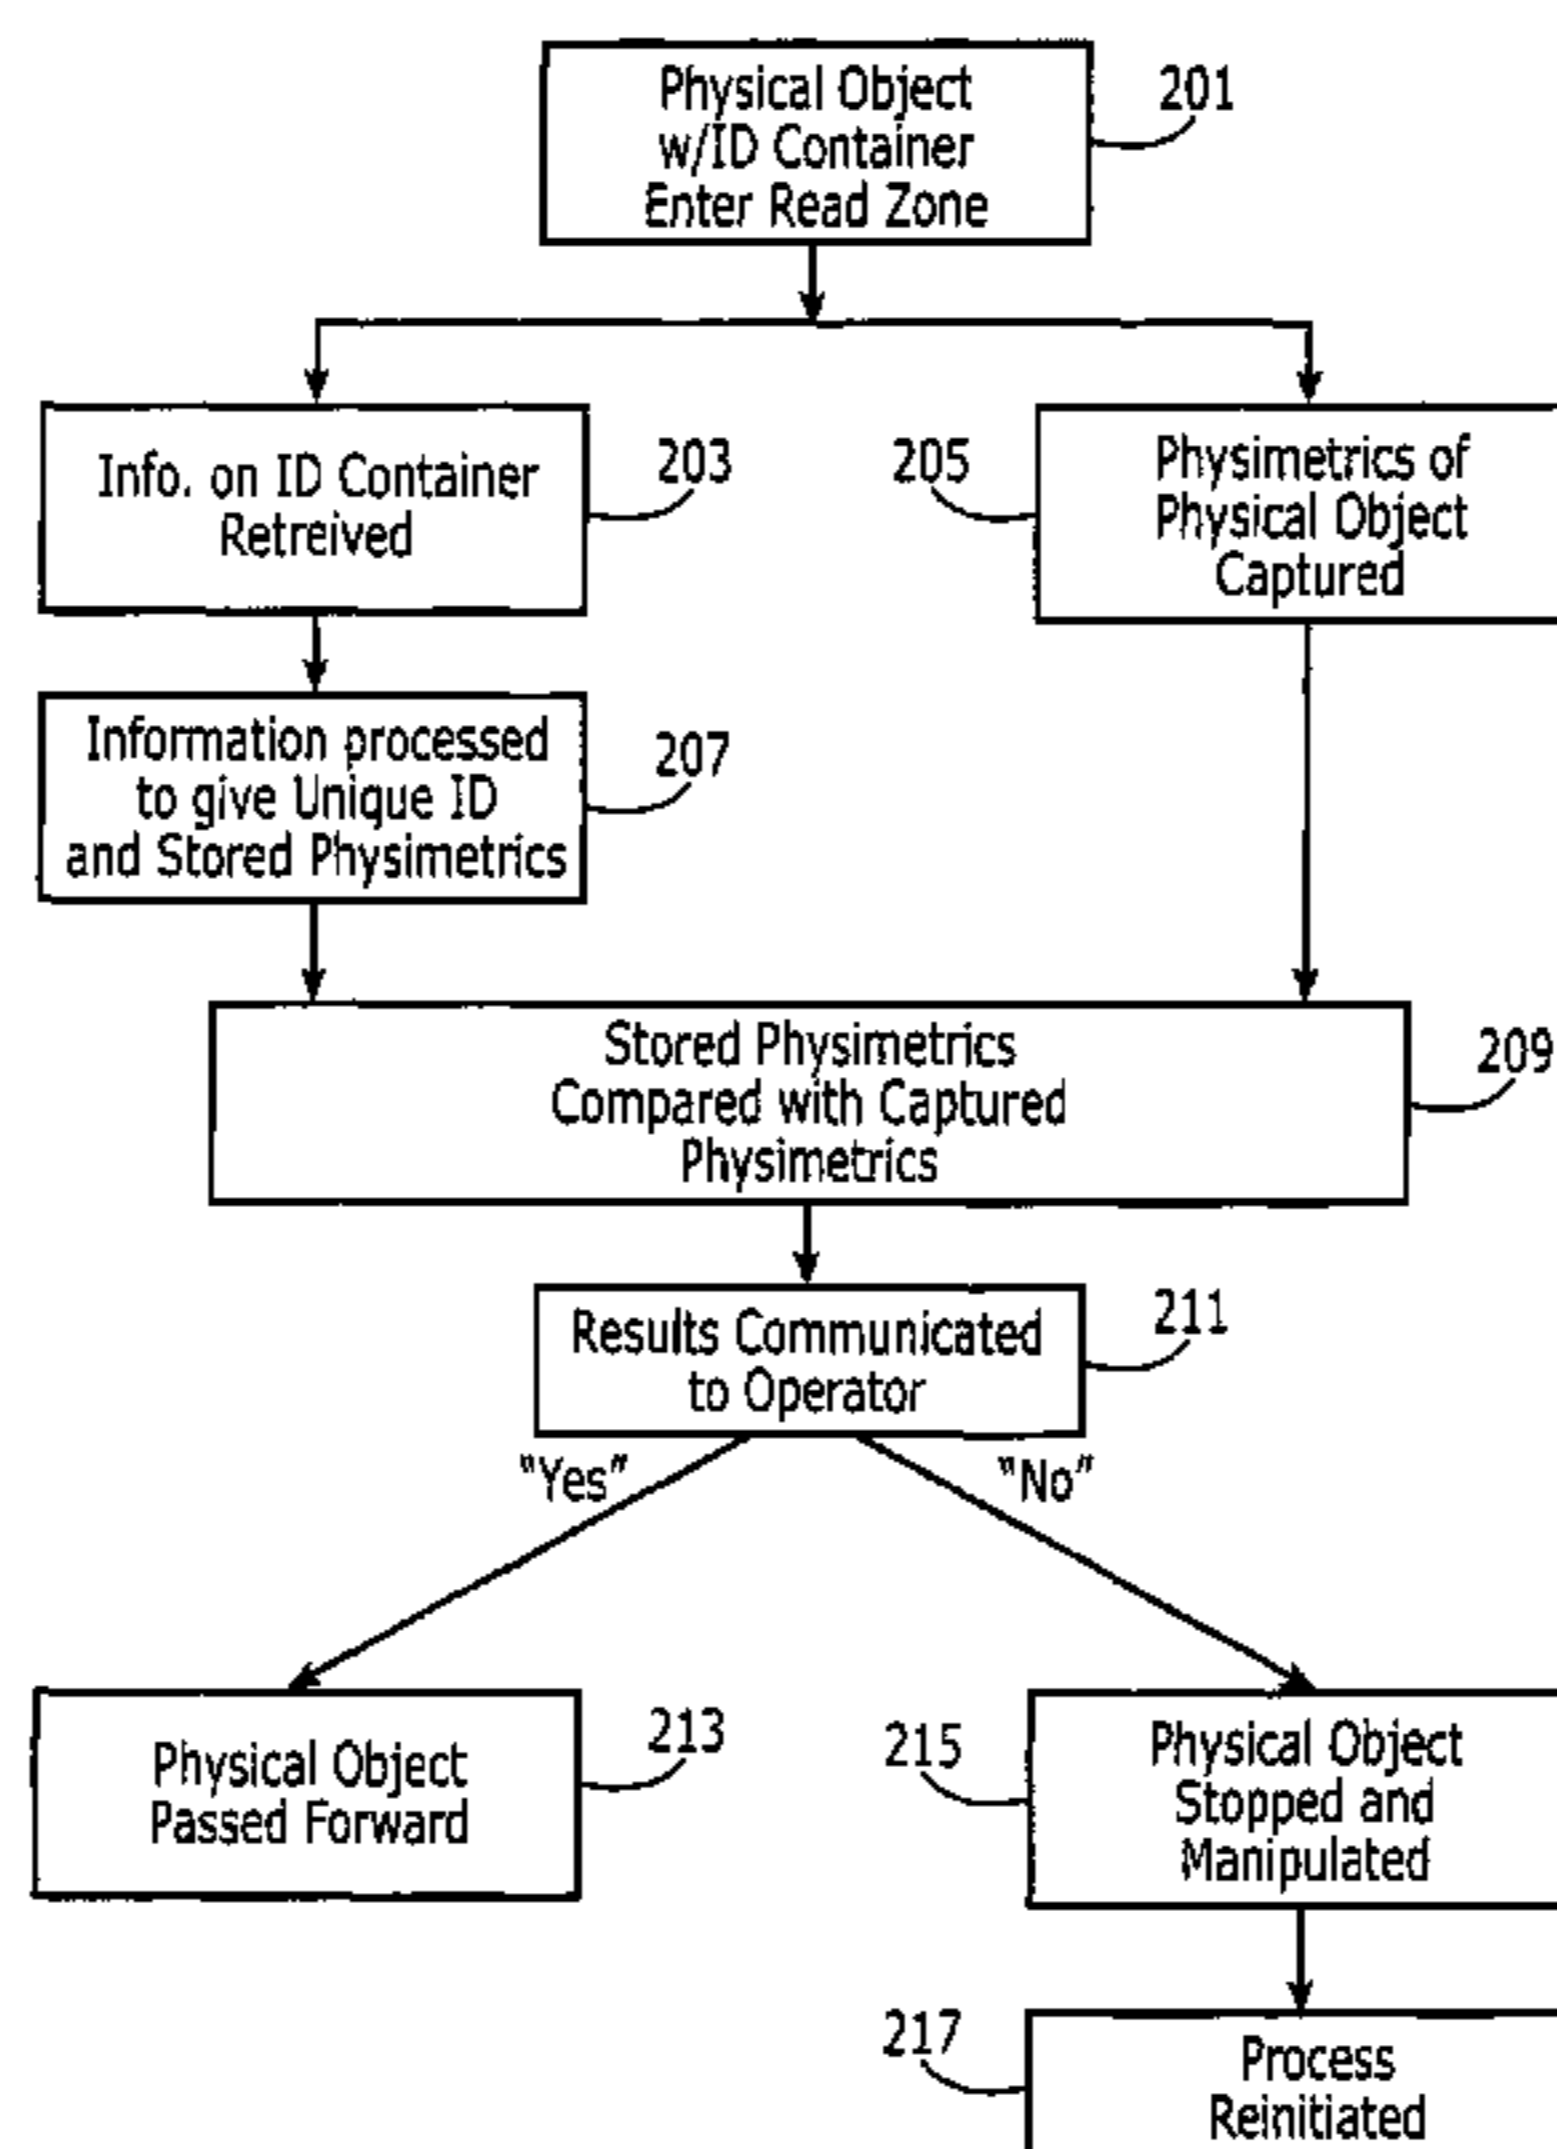 Physical Object
w/ID Container
Enter Read Zone
201
Info. on ID Container
Retreived
203
205
Physimetrics of
Physical Object
Captured
Information processed
to give Unique ID
and Stored Physimetrics
207
Stored Physimetrics
Compared with Captured
Physimetrics
209
Results Communicated
to Operator
211
"Yes"
"No"
Physical Object
Passed Forward
213
215
Physical Object
Stopped and
Manipulated
217
Process
Reinitiated